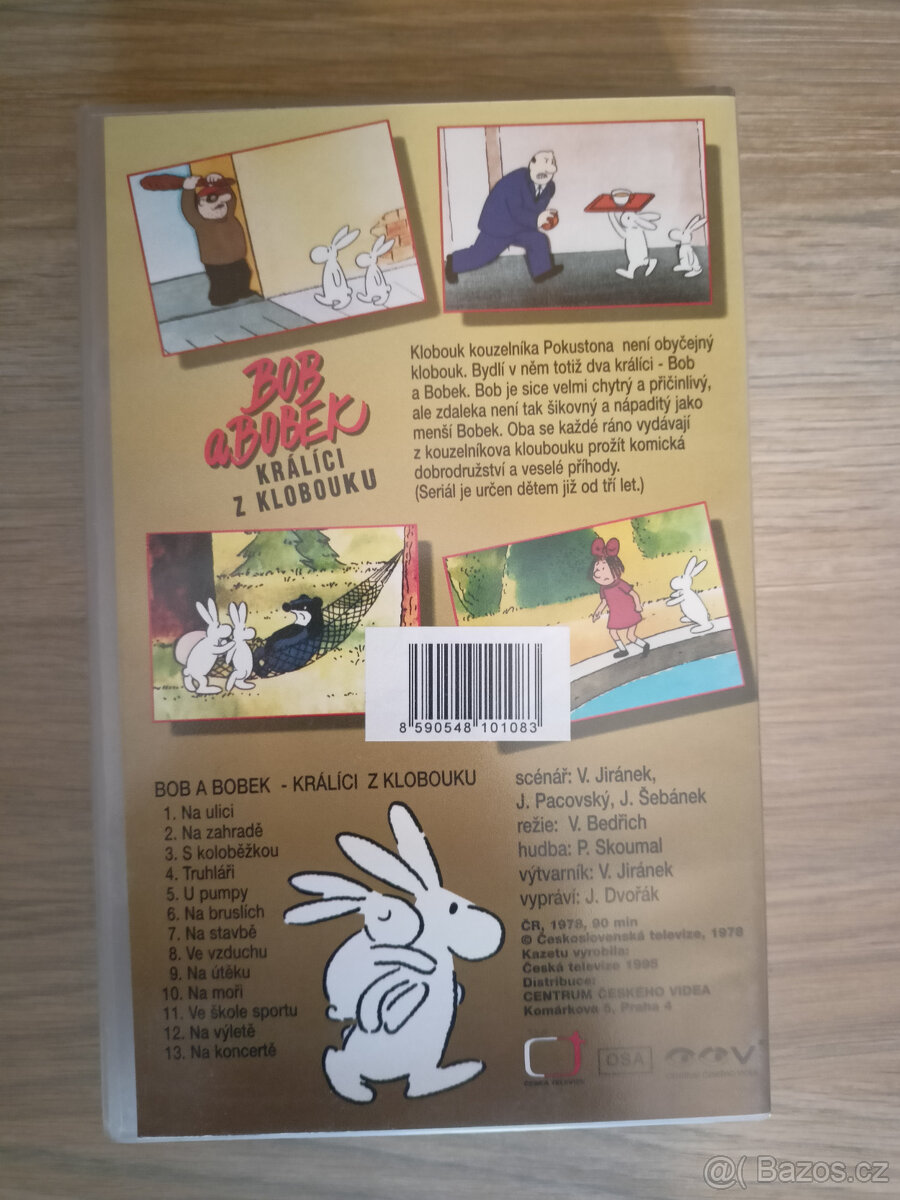 BOB
a BOBEK
KRÁLÍCI
Z KLOBOUKU
Klobouk kouzelníka Pokustona není obyčejný
klobouk. Bydlí v něm totiž dva králíci - Bob
a Bobek. Bob je sice velmi chytrý a přičinlivý,
ale zdaleka není tak šikovný a nápaditý jako
menší Bobek. Oba se každé ráno vydávají
z kouzelníkova kloubouku prožít komická
dobrodružství a veselé příhody.
(Seriál je určen dětem již od tří let.)
8 590548 101083
BOB A BOBEK - KRÁLÍCI Z KLOBOUKU
1. Na ulici
2. Na zahradě
3. S koloběžkou
4. Truhláři
5. U pumpy
6. Na bruslích
7. Na stavbě
8. Ve vzduchu
9. Na útěku
10. Na moři
11. Ve škole sportu
12. Na výletě
13. Na koncertě
scénář: V. Jiránek,
J. Pacovský, J. Šebánek
režie: V. Bedřich
hudba: P. Skoumal
výtvarník: V. Jiránek
vypráví: J. Dvořák
ČR, 1978, 90 min
© Československá televize, 1978
Kazetu vyrobila:
Česká televize 1995
Distribuce:
CENTRUM ČESKÉHO VIDEA
Komárkova 5, Praha 4
ČESKÁ TELEVIZE
OSA
@( Bazos.cz